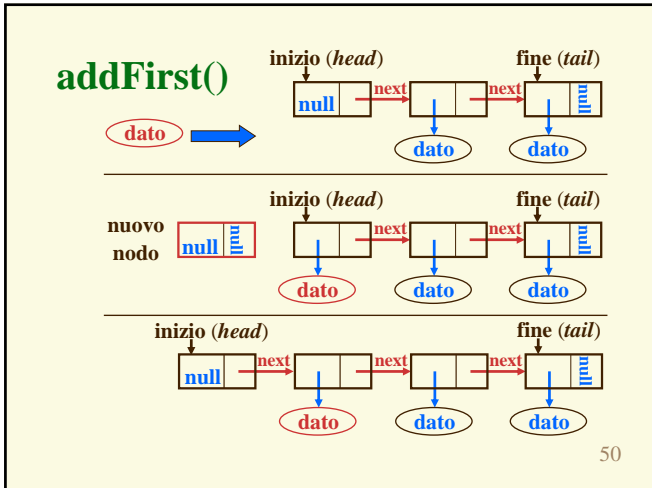 addFirst()
inizio (head)
fine (tail)
null next next null
dato
dato dato
nuovo
nodo
null null
inizio (head)
fine (tail)
next next null
dato dato dato
inizio (head)
fine (tail)
null next next next null
dato dato dato
50